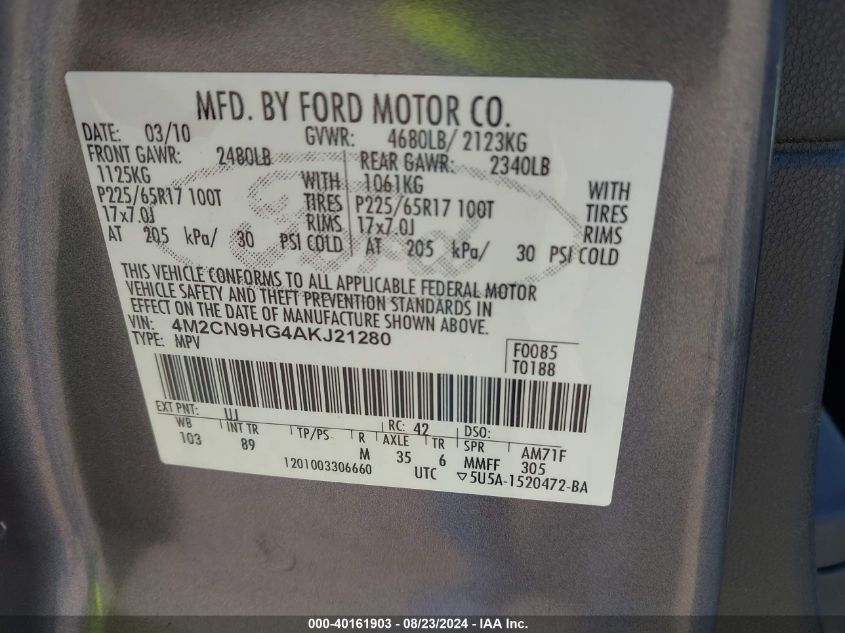 MFD. BY FORD MOTOR CO.
DATE: 03/10 GVWR: 4680LB/ 2123KG
FRONT GAWR: 2480LB REAR GAWR: 2340LB
1125KG WITH 1061KG WITH
P225/65R17 100T TIRES P225/65R17 100T TIRES
17x7.0J RIMS 17x7.0J RIMS
AT 205 kPa/ 30 PSI COLD AT 205 kPa/ 30 PSI COLD
THIS VEHICLE CONFORMS TO ALL APPLICABLE FEDERAL MOTOR
VEHICLE SAFETY AND THEFT PREVENTION STANDARDS IN
EFFECT ON THE DATE OF MANUFACTURE SHOWN ABOVE.
VIN: 4M2CN9HG4AKJ21280
TYPE: MPV
F0085
T0188
EXT PNT: UJ RC: 42 DSO:
WB INT TR TP/PS R AXLE TR SPR AM71F
103 89 M 35 6 MMFF 305
1201003306660 UTC ▽5U5A-1520472-BA
Ford
000-40161903 - 08/23/2024 - IAA Inc.